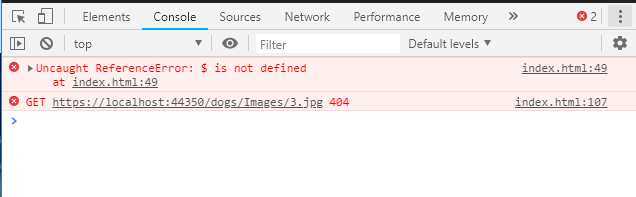 Elements Console Sources Network Performance Memory » 2
top Filter Default levels
Uncaught ReferenceError: $ is not defined index.html:49
at index.html:49
GET https://localhost:44350/dogs/Images/3.jpg 404 index.html:107